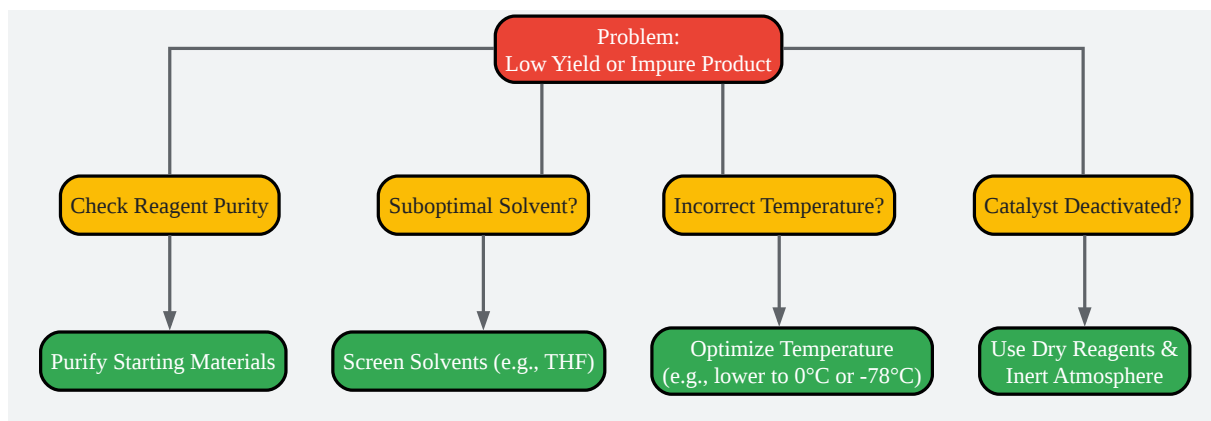 Problem:
Low Yield or Impure Product
Check Reagent Purity
Suboptimal Solvent?
Incorrect Temperature?
Catalyst Deactivated?
Purify Starting Materials
Screen Solvents (e.g., THF)
Optimize Temperature
(e.g., lower to 0°C or -78°C)
Use Dry Reagents &
Inert Atmosphere